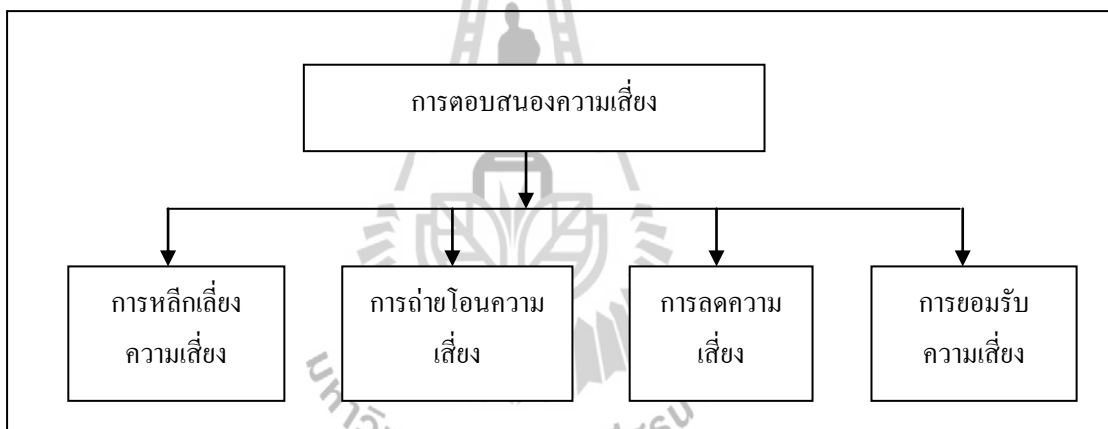 การตอบสนองความเสี่ยง
การหลีกเลี่ยง
ความเสี่ยง
การถ่ายโอนความ
เสี่ยง
การลดความ
เสี่ยง
การยอมรับ
ความเสี่ยง